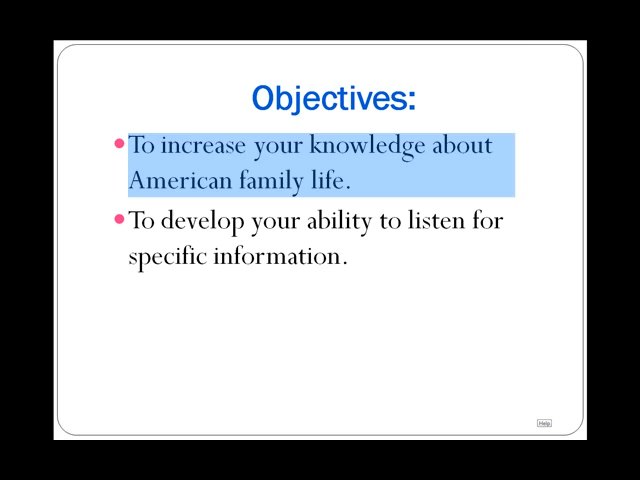 Objectives:
To increase your knowledge about
American family life.
To develop your ability to listen for
specific information.
Help